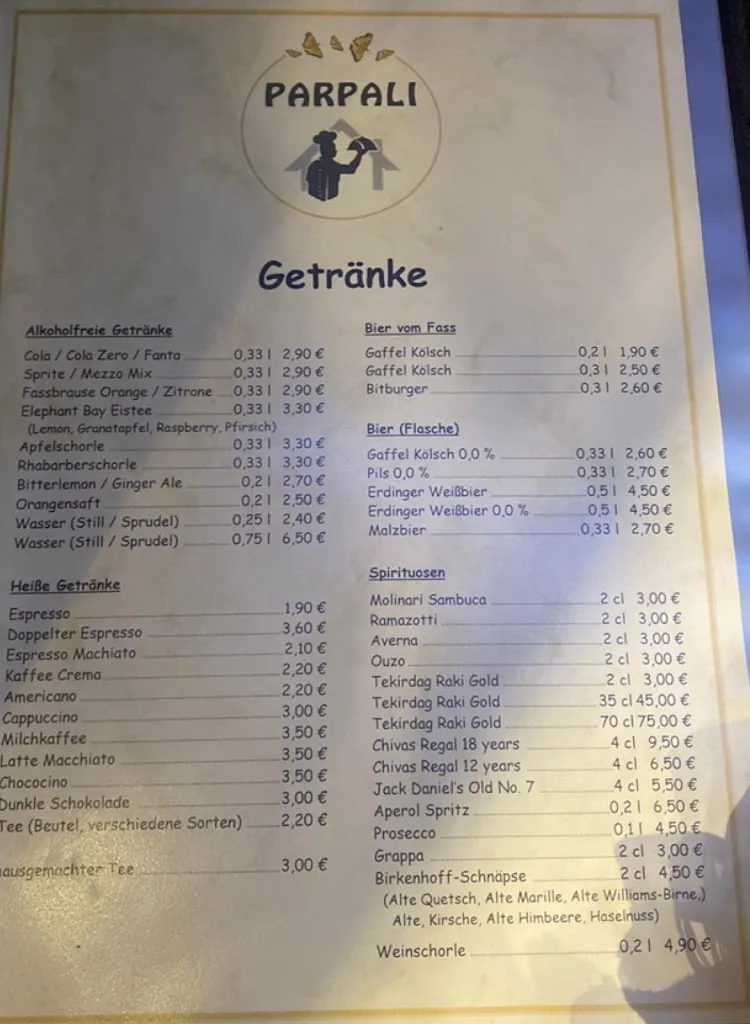 PARPALI
Getränke
Alkoholfreie Getränke
Cola / Cola Zero / Fanta 0,33 l 2,90 €
Sprite / Mezzo Mix 0,33 l 2,90 €
Fassbrause Orange / Zitrone 0,33 l 2,90 €
Elephant Bay Eistee 0,33 l 3,30 €
(Lemon, Granatapfel, Raspberry, Pfirsich)
Apfelschorle 0,33 l 3,30 €
Rhabarberschorle 0,33 l 3,30 €
Bitterlemon / Ginger Ale 0,2 l 2,70 €
Orangensaft 0,2 l 2,50 €
Wasser (Still / Sprudel) 0,25 l 2,40 €
Wasser (Still / Sprudel) 0,75 l 6,50 €
Heiße Getränke
Espresso 1,90 €
Doppelter Espresso 3,60 €
Espresso Machiato 2,10 €
Kaffee Crema 2,20 €
Americano 2,20 €
Cappuccino 3,00 €
Milchkaffee 3,50 €
Latte Macchiato 3,50 €
Chococino 3,50 €
Dunkle Schokolade 3,00 €
Tee (Beutel, verschiedene Sorten) 2,20 €
ausgemachter Tee 3,00 €
Bier vom Fass
Gaffel Kölsch 0,2 l 1,90 €
Gaffel Kölsch 0,3 l 2,50 €
Bitburger 0,3 l 2,60 €
Bier (Flasche)
Gaffel Kölsch 0,0 % 0,33 l 2,60 €
Pils 0,0 % 0,33 l 2,70 €
Erdinger Weißbier 0,5 l 4,50 €
Erdinger Weißbier 0,0 % 0,5 l 4,50 €
Malzbier 0,33 l 2,70 €
Spirituosen
Molinari Sambuca 2 cl 3,00 €
Ramazotti 2 cl 3,00 €
Averna 2 cl 3,00 €
Ouzo 2 cl 3,00 €
Tekirdag Raki Gold 2 cl 3,00 €
Tekirdag Raki Gold 35 cl 45,00 €
Tekirdag Raki Gold 70 cl 75,00 €
Chivas Regal 18 years 4 cl 9,50 €
Chivas Regal 12 years 4 cl 6,50 €
Jack Daniel's Old No. 7 4 cl 5,50 €
Aperol Spritz 0,2 l 6,50 €
Prosecco 0,1 l 4,50 €
Grappa 2 cl 3,00 €
Birkenhoff-Schnäpse 2 cl 4,50 €
(Alte Quetsch, Alte Marille, Alte Williams-Birne,)
Alte, Kirsche, Alte Himbeere, Haselnuss)
Weinschorle 0,2 l 4,90 €